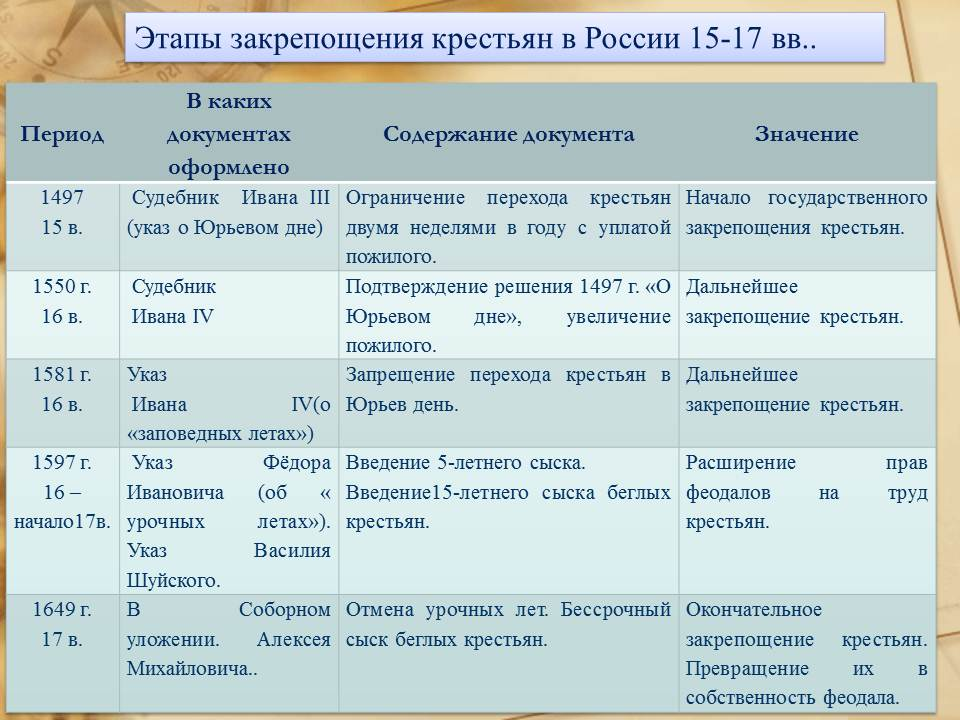 Этапы закрепощения крестьян в России 15-17 вв..
В каких
Период документах Содержание документа Значение
оформлено
1497
15 в.
Судебник Ивана III
(указ о Юрьевом дне)
Ограничение перехода крестьян
двумя неделями в году с уплатой
пожилого.
Начало государственного
закрепощения крестьян.
1550 г.
16 в.
Судебник
Ивана IV
Подтверждение решения 1497 г. «О
Юрьевом дне», увеличение
пожилого.
Дальнейшее
закрепощение крестьян.
1581 г.
16 в.
Указ
Ивана IV(о
«заповедных летах»)
Запрещение перехода крестьян в
Юрьев день.
Дальнейшее
закрепощение крестьян.
1597 г.
16 –
начало17в.
Указ Фёдора
Ивановича (об «
урочных летах»).
Указ Василия
Шуйского.
Введение 5-летнего сыска.
Введение15-летнего сыска беглых
крестьян.
Расширение прав
феодалов на труд
крестьян.
1649 г.
17 в.
В Соборном
уложении. Алексея
Михайловича..
Отмена урочных лет. Бессрочный
сыск беглых крестьян.
Окончательное
закрепощение крестьян.
Превращение их в
собственность феодала.